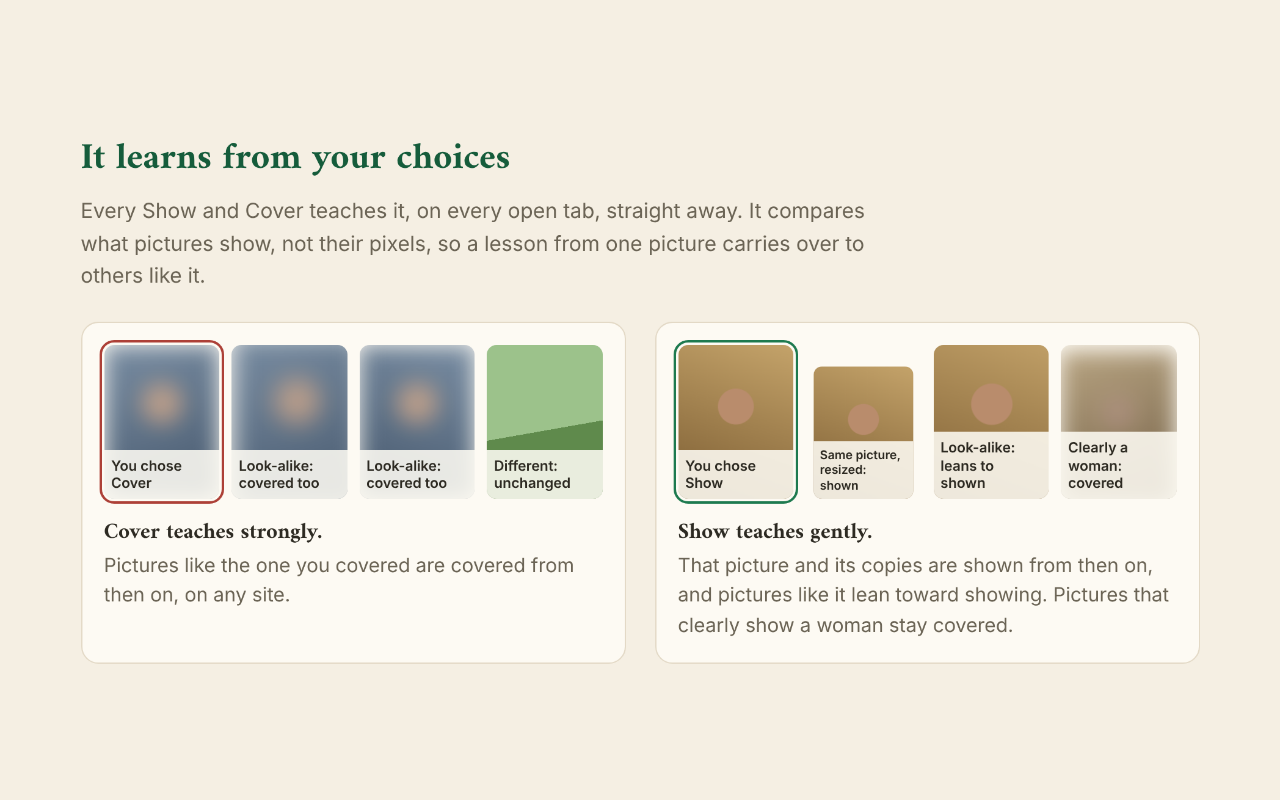 It learns from your choices
Every Show and Cover teaches it, on every open tab, straight away. It compares
what pictures show, not their pixels, so a lesson from one picture carries over to
others like it.
You chose
Cover
Look-alike:
covered too
Look-alike:
covered too
Different:
unchanged
Cover teaches strongly.
Pictures like the one you covered are covered from
then on, on any site.
You chose
Show
Same picture,
resized:
shown
Look-alike:
leans to
shown
Clearly a
woman:
covered
Show teaches gently.
That picture and its copies are shown from then on,
and pictures like it lean toward showing. Pictures that
clearly show a woman stay covered.